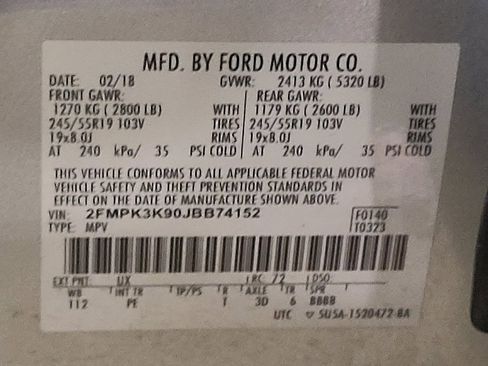 MFD. BY FORD MOTOR CO.
DATE: 02/18 GVWR: 2413 KG ( 5320 LB)
FRONT GAWR: REAR GAWR:
1270 KG ( 2800 LB) WITH 1179 KG ( 2600 LB) WITH
245/55R19 103V TIRES 245/55R19 103V TIRES
19x8.0J RIMS 19x8.0J RIMS
AT 240 kPa/ 35 PSI COLD AT 240 kPa/ 35 PSI COLD
THIS VEHICLE CONFORMS TO ALL APPLICABLE FEDERAL MOTOR
VEHICLE SAFETY AND THEFT PREVENTION STANDARDS IN
EFFECT ON THE DATE OF MANUFACTURE SHOWN ABOVE.
VIN: 2FMPK3K90JBB74152 F0140
TYPE: MPV T0323
EXT PNT: UX RC: 72 DSO:
WB INT TR TP/PS R AXLE TR SPR
112 PE 1 3D 6 BBBB
UTC ▽ 5U5A-1520472-BA